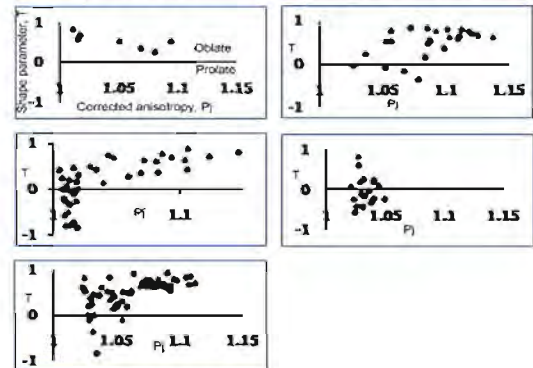 Shape parameter, T
1
0
-1
Oblate
Prolate
1 1.05 1.1 1.15
Corrected anisotropy, Pj
1
T
0
-1
1 1.05 1.1 1.15
Pj
1
T
0
-1
1 Pj 1.1
1
T
0
-1
1 1.05 1.1 1.15
Pj
1
T
0
-1
1 1.05 1.1 1.15
Pj